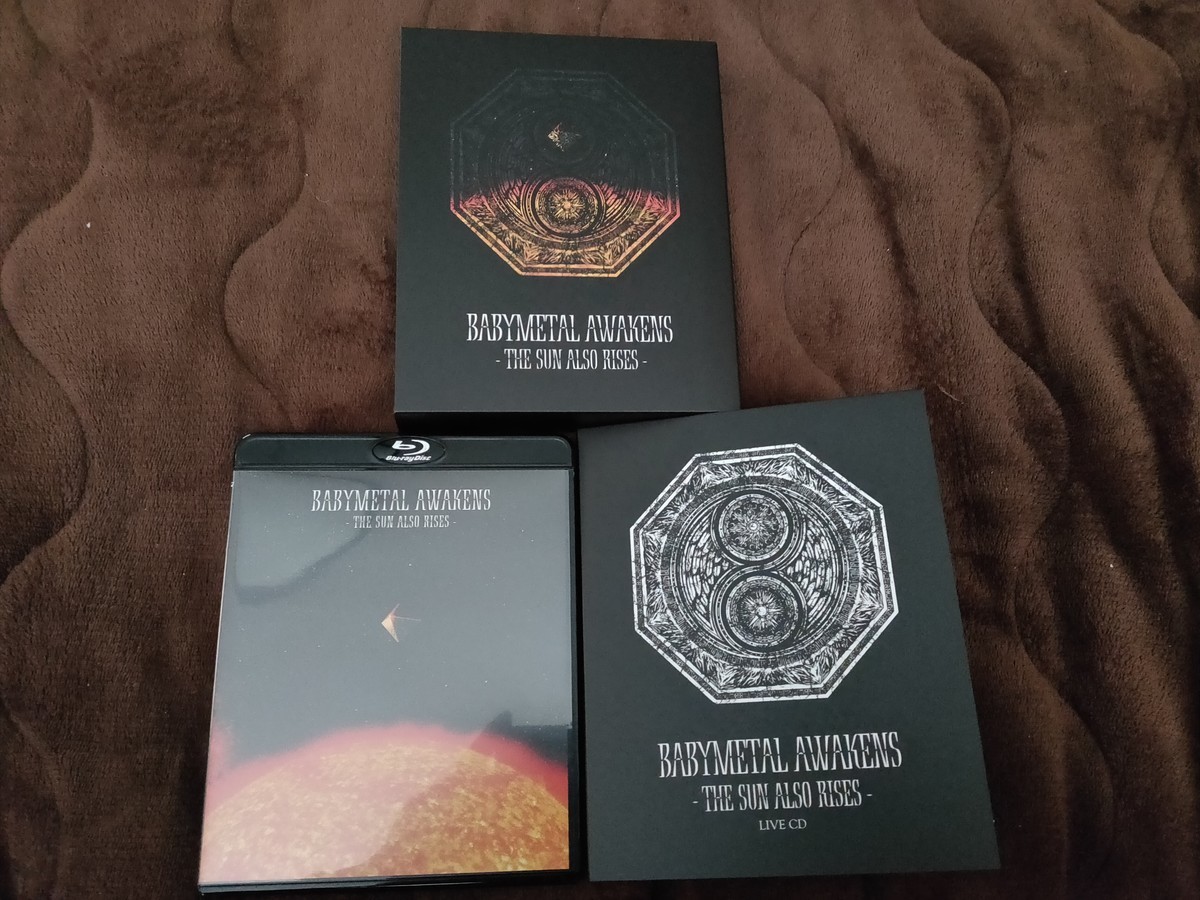 BABYMETAL AWAKENS
- THE SUN ALSO RISES -
Blu-ray Disc
BABYMETAL AWAKENS
- THE SUN ALSO RISES -
BABYMETAL AWAKENS
- THE SUN ALSO RISES -
LIVE CD